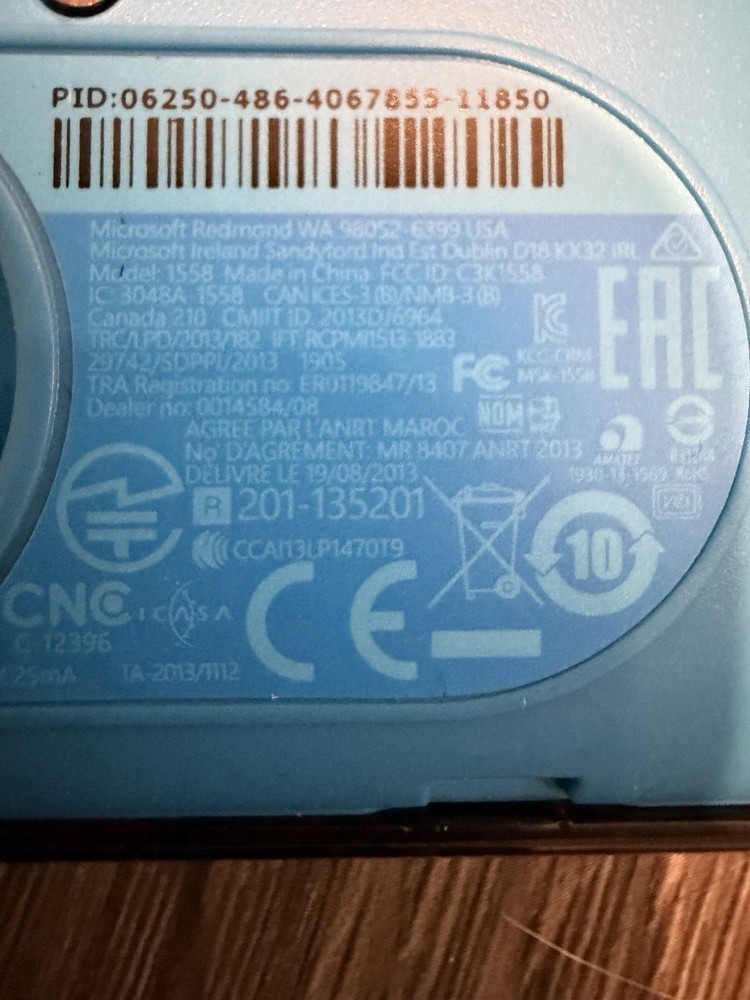 PID:06250-486-4067855-11850
Microsoft Redmond WA 98052-6399 USA
Microsoft Ireland Sandyford Ind Est Dublin D18 KX32 IRL
Model: 1558 Made in China FCC ID: C3K1558
IC: 3048A-1558 CAN ICES-3 (B)/NMB-3 (B)
Canada 210 CMIIT ID: 2013DJ6964
TRC/LPD/2013/182 IFT: RCPMI1513-1883
29742/SDPPI/2013 1905
TRA Registration no: ER0119847/13
Dealer no: 0014584/08
EAC
KCC-CRM-
MSK-1558
FC
NOM
AGREE PAR L'ANRT MAROC
No D'AGREMENT: MR 8407 ANRT 2013
DELIVRE LE 19/08/2013
1930-13-1569
R 201-135201
CCAI13LP1470T9
10
CNC
ICASA
CE
C-12396
25mA
TA-2013/1112